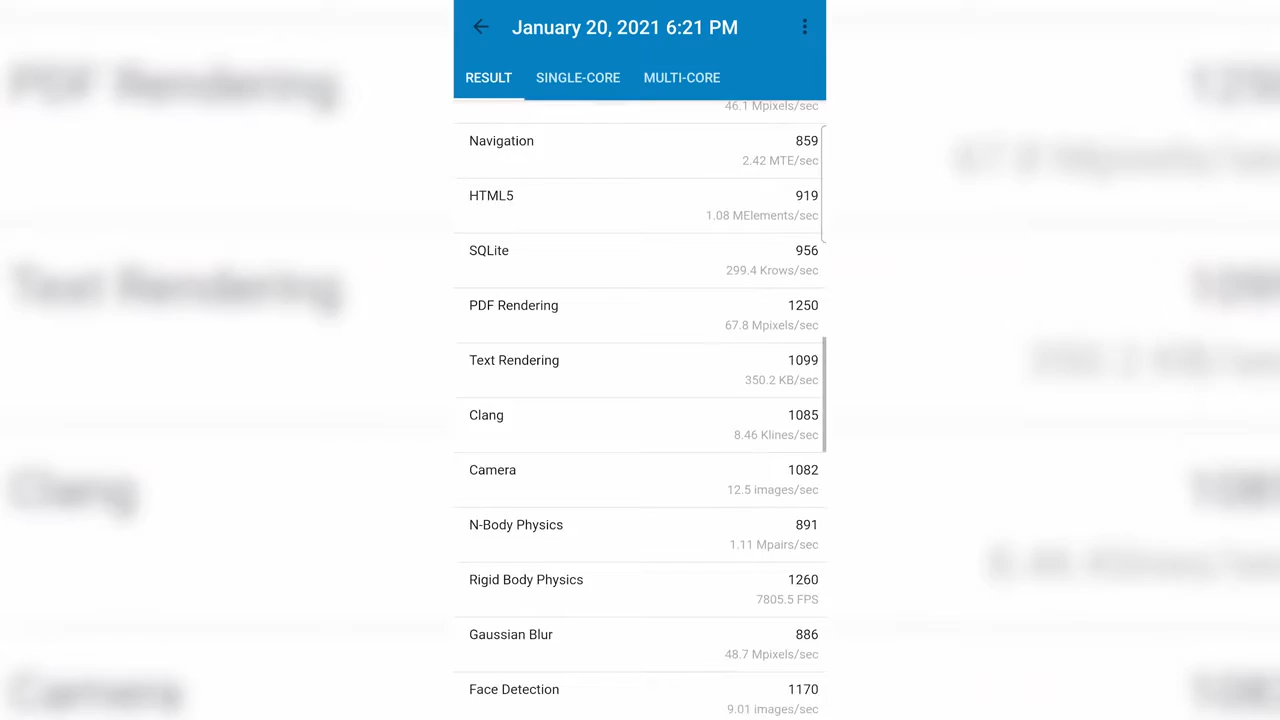 January 20, 2021 6:21 PM
RESULT SINGLE-CORE MULTI-CORE
46.1 Mpixels/sec
Navigation 859
2.42 MTE/sec
HTML5 919
1.08 MElements/sec
SQLite 956
299.4 Krows/sec
PDF Rendering 1250
67.8 Mpixels/sec
Text Rendering 1099
350.2 KB/sec
Clang 1085
8.46 Klines/sec
Camera 1082
12.5 images/sec
N-Body Physics 891
1.11 Mpairs/sec
Rigid Body Physics 1260
7805.5 FPS
Gaussian Blur 886
48.7 Mpixels/sec
Face Detection 1170
9.01 images/sec